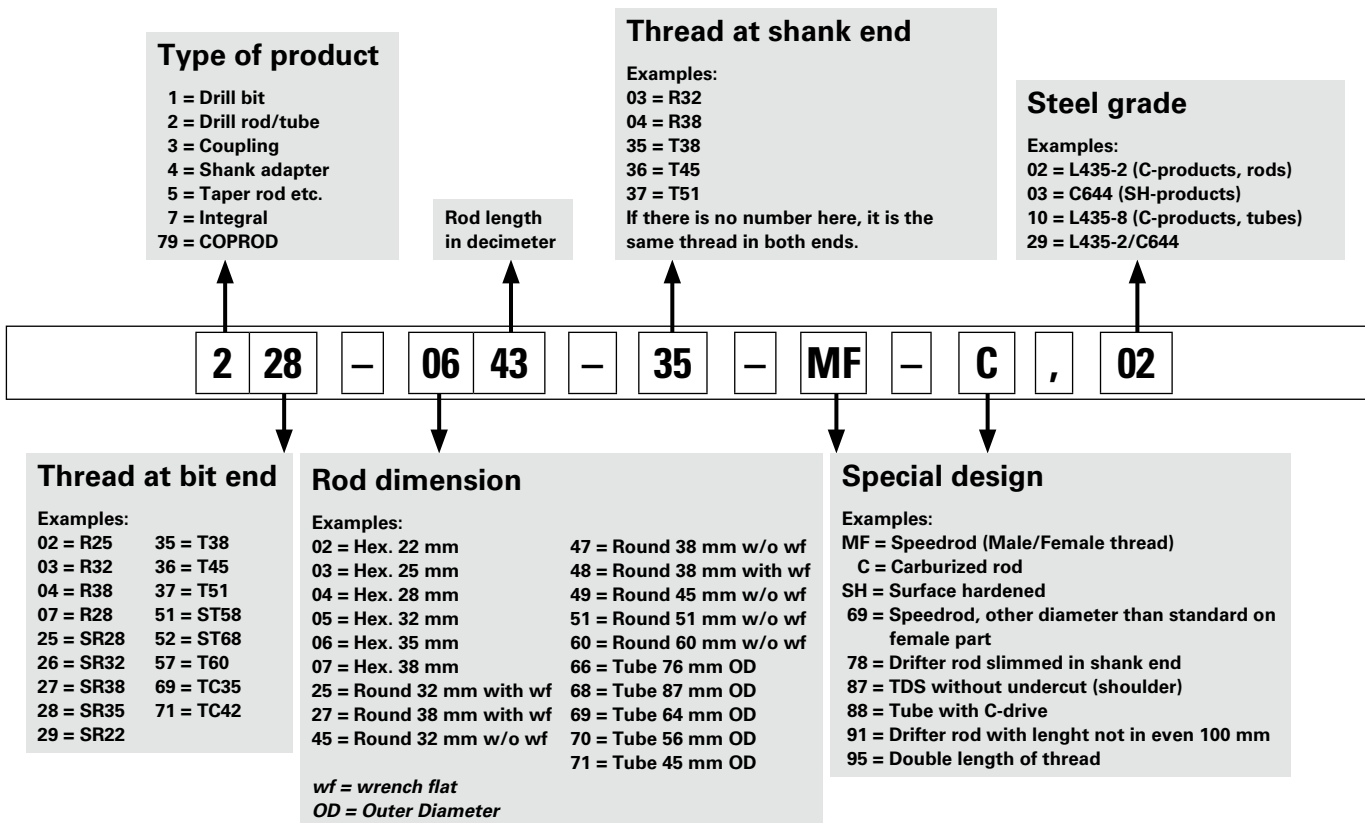 Type of product
1 = Drill bit
2 = Drill rod/tube
3 = Coupling
4 = Shank adapter
5 = Taper rod etc.
7 = Integral
79 = COPROD
Rod length
in decimeter
Thread at shank end
Examples:
03 = R32
04 = R38
35 = T38
36 = T45
37 = T51
If there is no number here, it is the
same thread in both ends.
Steel grade
Examples:
02 = L435-2 (C-products, rods)
03 = C644 (SH-products)
10 = L435-8 (C-products, tubes)
29 = L435-2/C644
2 28 – 06 43 – 35 – MF – C , 02
Thread at bit end
Examples:
02 = R25
03 = R32
04 = R38
07 = R28
25 = SR28
26 = SR32
27 = SR38
28 = SR35
29 = SR22
35 = T38
36 = T45
37 = T51
51 = ST58
52 = ST68
57 = T60
69 = TC35
71 = TC42
Rod dimension
Examples:
02 = Hex. 22 mm
03 = Hex. 25 mm
04 = Hex. 28 mm
05 = Hex. 32 mm
06 = Hex. 35 mm
07 = Hex. 38 mm
25 = Round 32 mm with wf
27 = Round 38 mm with wf
45 = Round 32 mm w/o wf
47 = Round 38 mm w/o wf
48 = Round 38 mm with wf
49 = Round 45 mm w/o wf
51 = Round 51 mm w/o wf
60 = Round 60 mm w/o wf
66 = Tube 76 mm OD
68 = Tube 87 mm OD
69 = Tube 64 mm OD
70 = Tube 56 mm OD
71 = Tube 45 mm OD
wf = wrench flat
OD = Outer Diameter
Special design
Examples:
MF = Speedrod (Male/Female thread)
C = Carburized rod
SH = Surface hardened
69 = Speedrod, other diameter than standard on
female part
78 = Drifter rod slimmed in shank end
87 = TDS without undercut (shoulder)
88 = Tube with C-drive
91 = Drifter rod with lenght not in even 100 mm
95 = Double length of thread